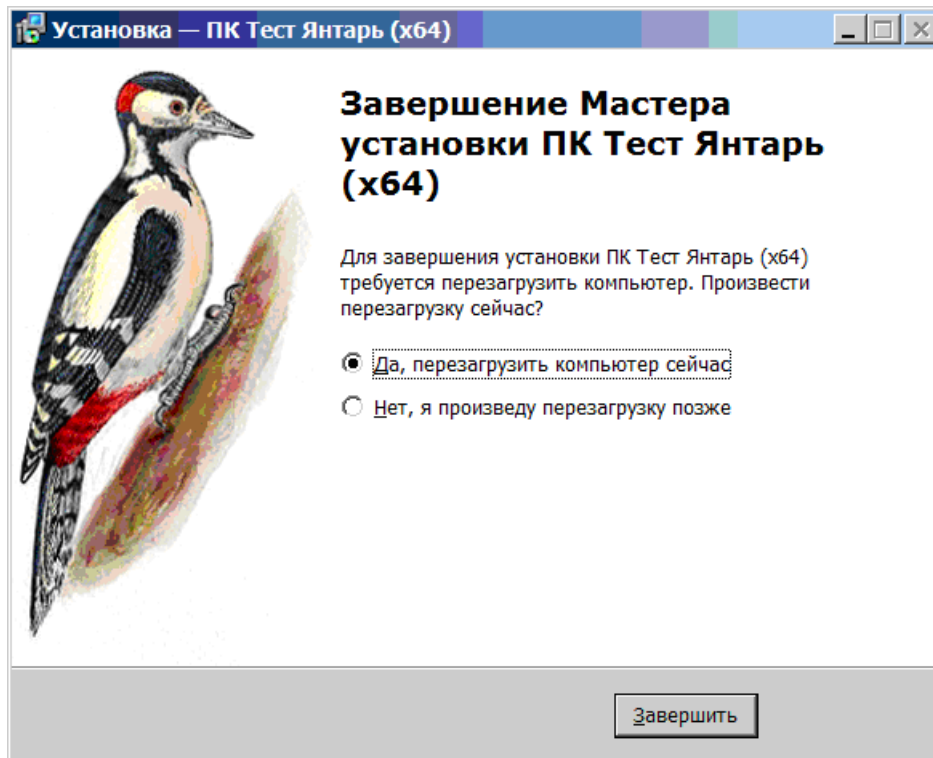 Установка — ПК Тест Янтарь (x64)
Завершение Мастера
установки ПК Тест Янтарь
(x64)
Для завершения установки ПК Тест Янтарь (x64)
требуется перезагрузить компьютер. Произвести
перезагрузку сейчас?
Да, перезагрузить компьютер сейчас
Нет, я произведу перезагрузку позже
Завершить